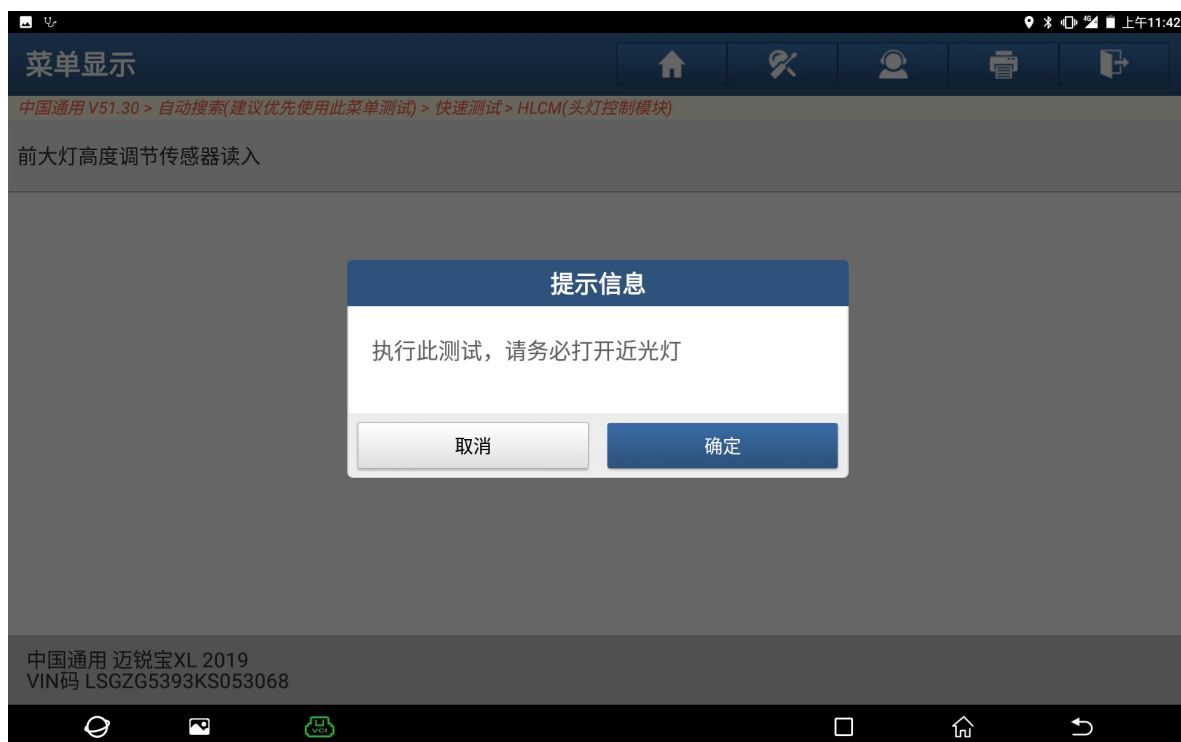 4G
上午11:42
菜单显示
中国通用 V51.30 > 自动搜索(建议优先使用此菜单测试) > 快速测试 > HLCM(头灯控制模块)
前大灯高度调节传感器读入
提示信息
执行此测试，请务必打开近光灯
取消
确定
中国通用 迈锐宝XL 2019
VIN码 LSGZG5393KS053068
VCI